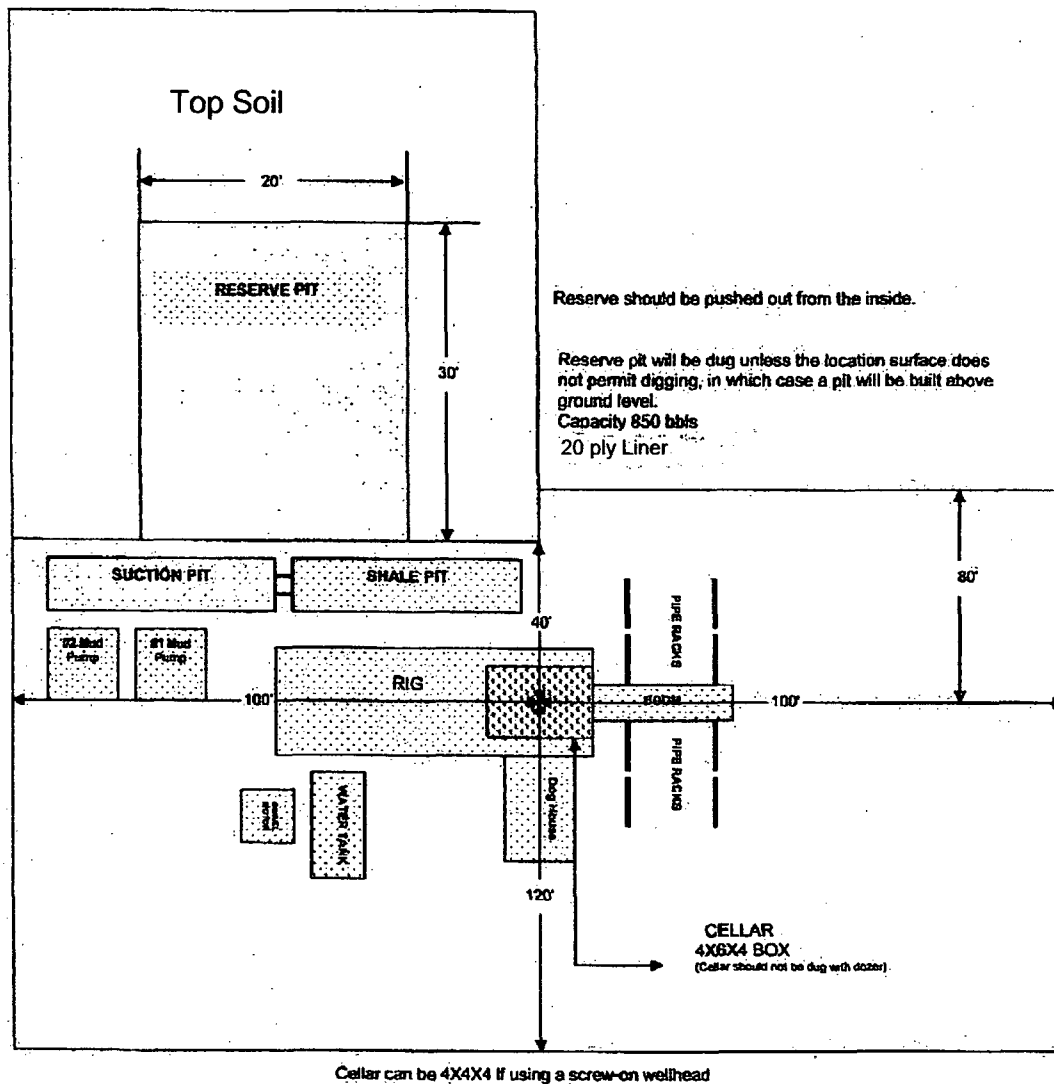 Top Soil
20'
RESERVE PIT
30'
Reserve should be pushed out from the inside.
Reserve pit will be dug unless the location surface does
not permit digging, in which case a pit will be built above
ground level.
Capacity 850 bbls
20 ply Liner
SUCTION PIT
SHALE PIT
40'
80'
#2 Mud
Pump
#1 Mud
Pump
PIPE RACKS
RIG
100'
100'
PIPE RACKS
WATER TANK
Dog House
120'
CELLAR
4X6X4 BOX
(Cellar should not be dug with dozer)
Cellar can be 4X4X4 if using a screw-on wellhead